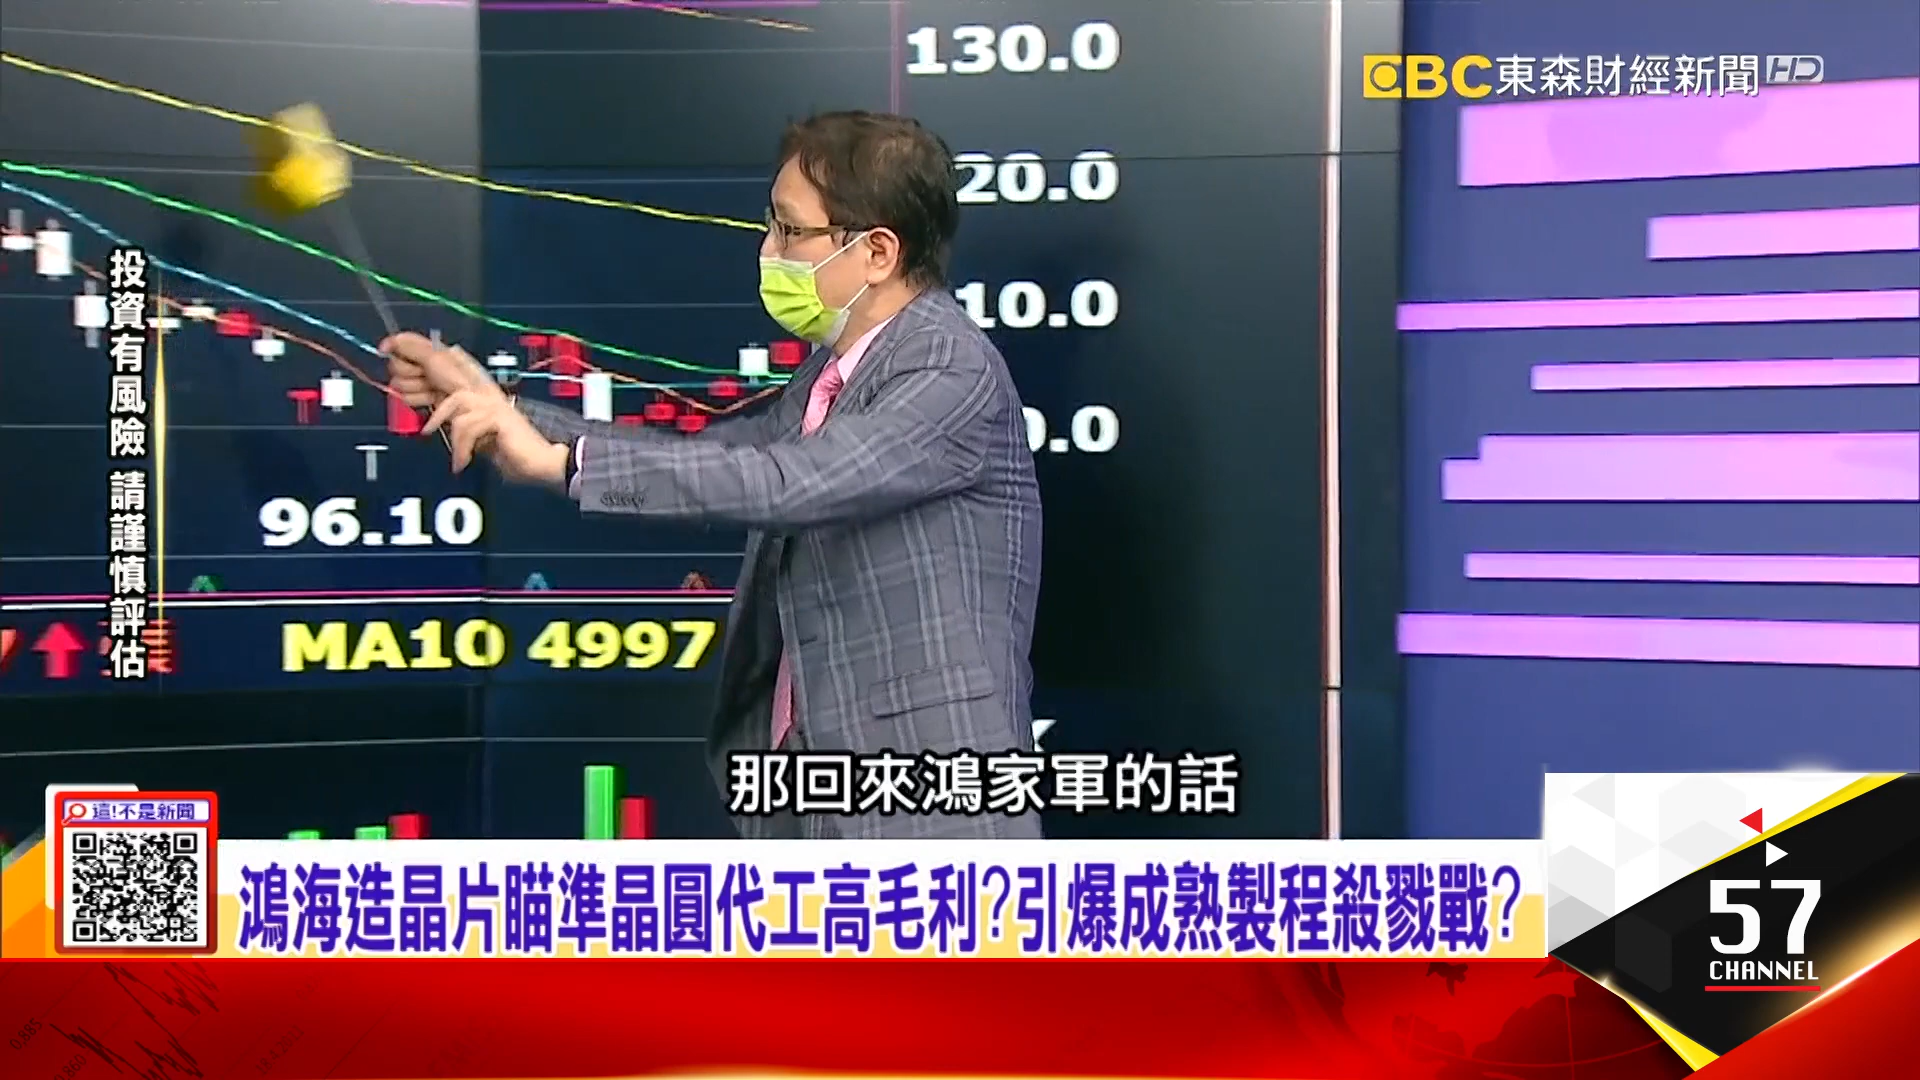 130.0
EBC東森財經新聞HD
20.0
10.0
0.0
投資有風險 請謹慎評估
96.10
MA10 4997
那回來鴻家軍的話
這!不是新聞
鴻海造晶片瞄準晶圓代工高毛利?引爆成熟製程殺戮戰?
57
CHANNEL